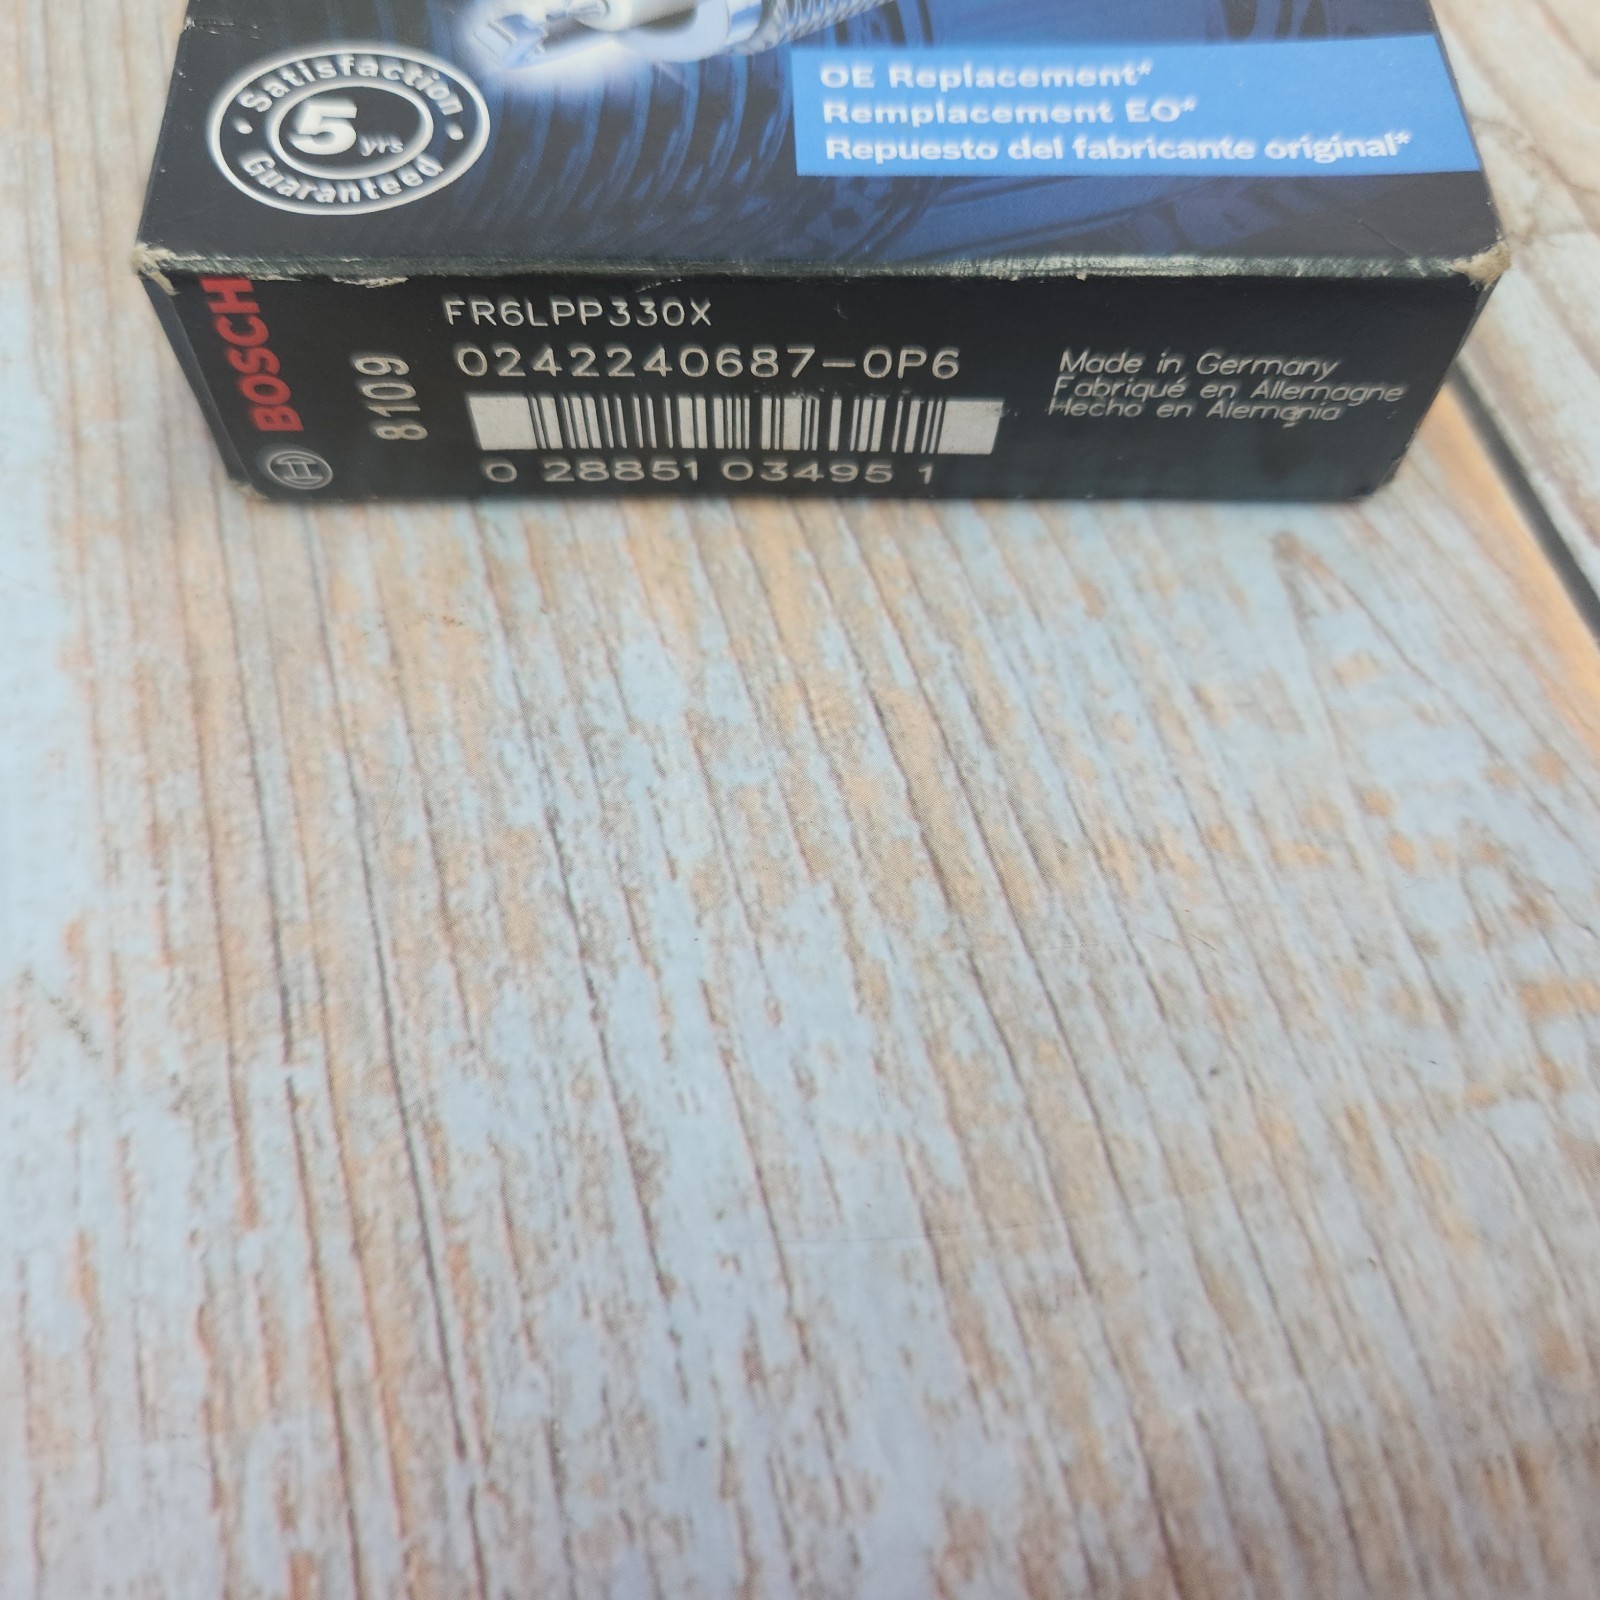 Satisfaction
5 yrs
Guaranteed
OE Replacement*
Remplacement EO*
Repuesto del fabricante original*
BOSCH
8109
FR6LPP330X
0242240687-0P6
0 28851 03495 1
Made in Germany
Fabriqué en Allemagne
Hecho en Alemania